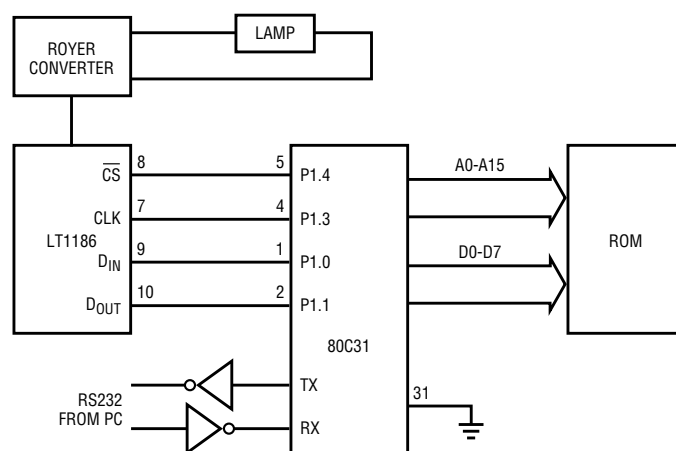 ROYER
CONVERTER
LAMP
LT1186
CS
CLK
DIN
DOUT
8
7
9
10
5
4
1
2
P1.4
P1.3
P1.0
P1.1
80C31
TX
RX
31
A0-A15
D0-D7
ROM
RS232
FROM PC